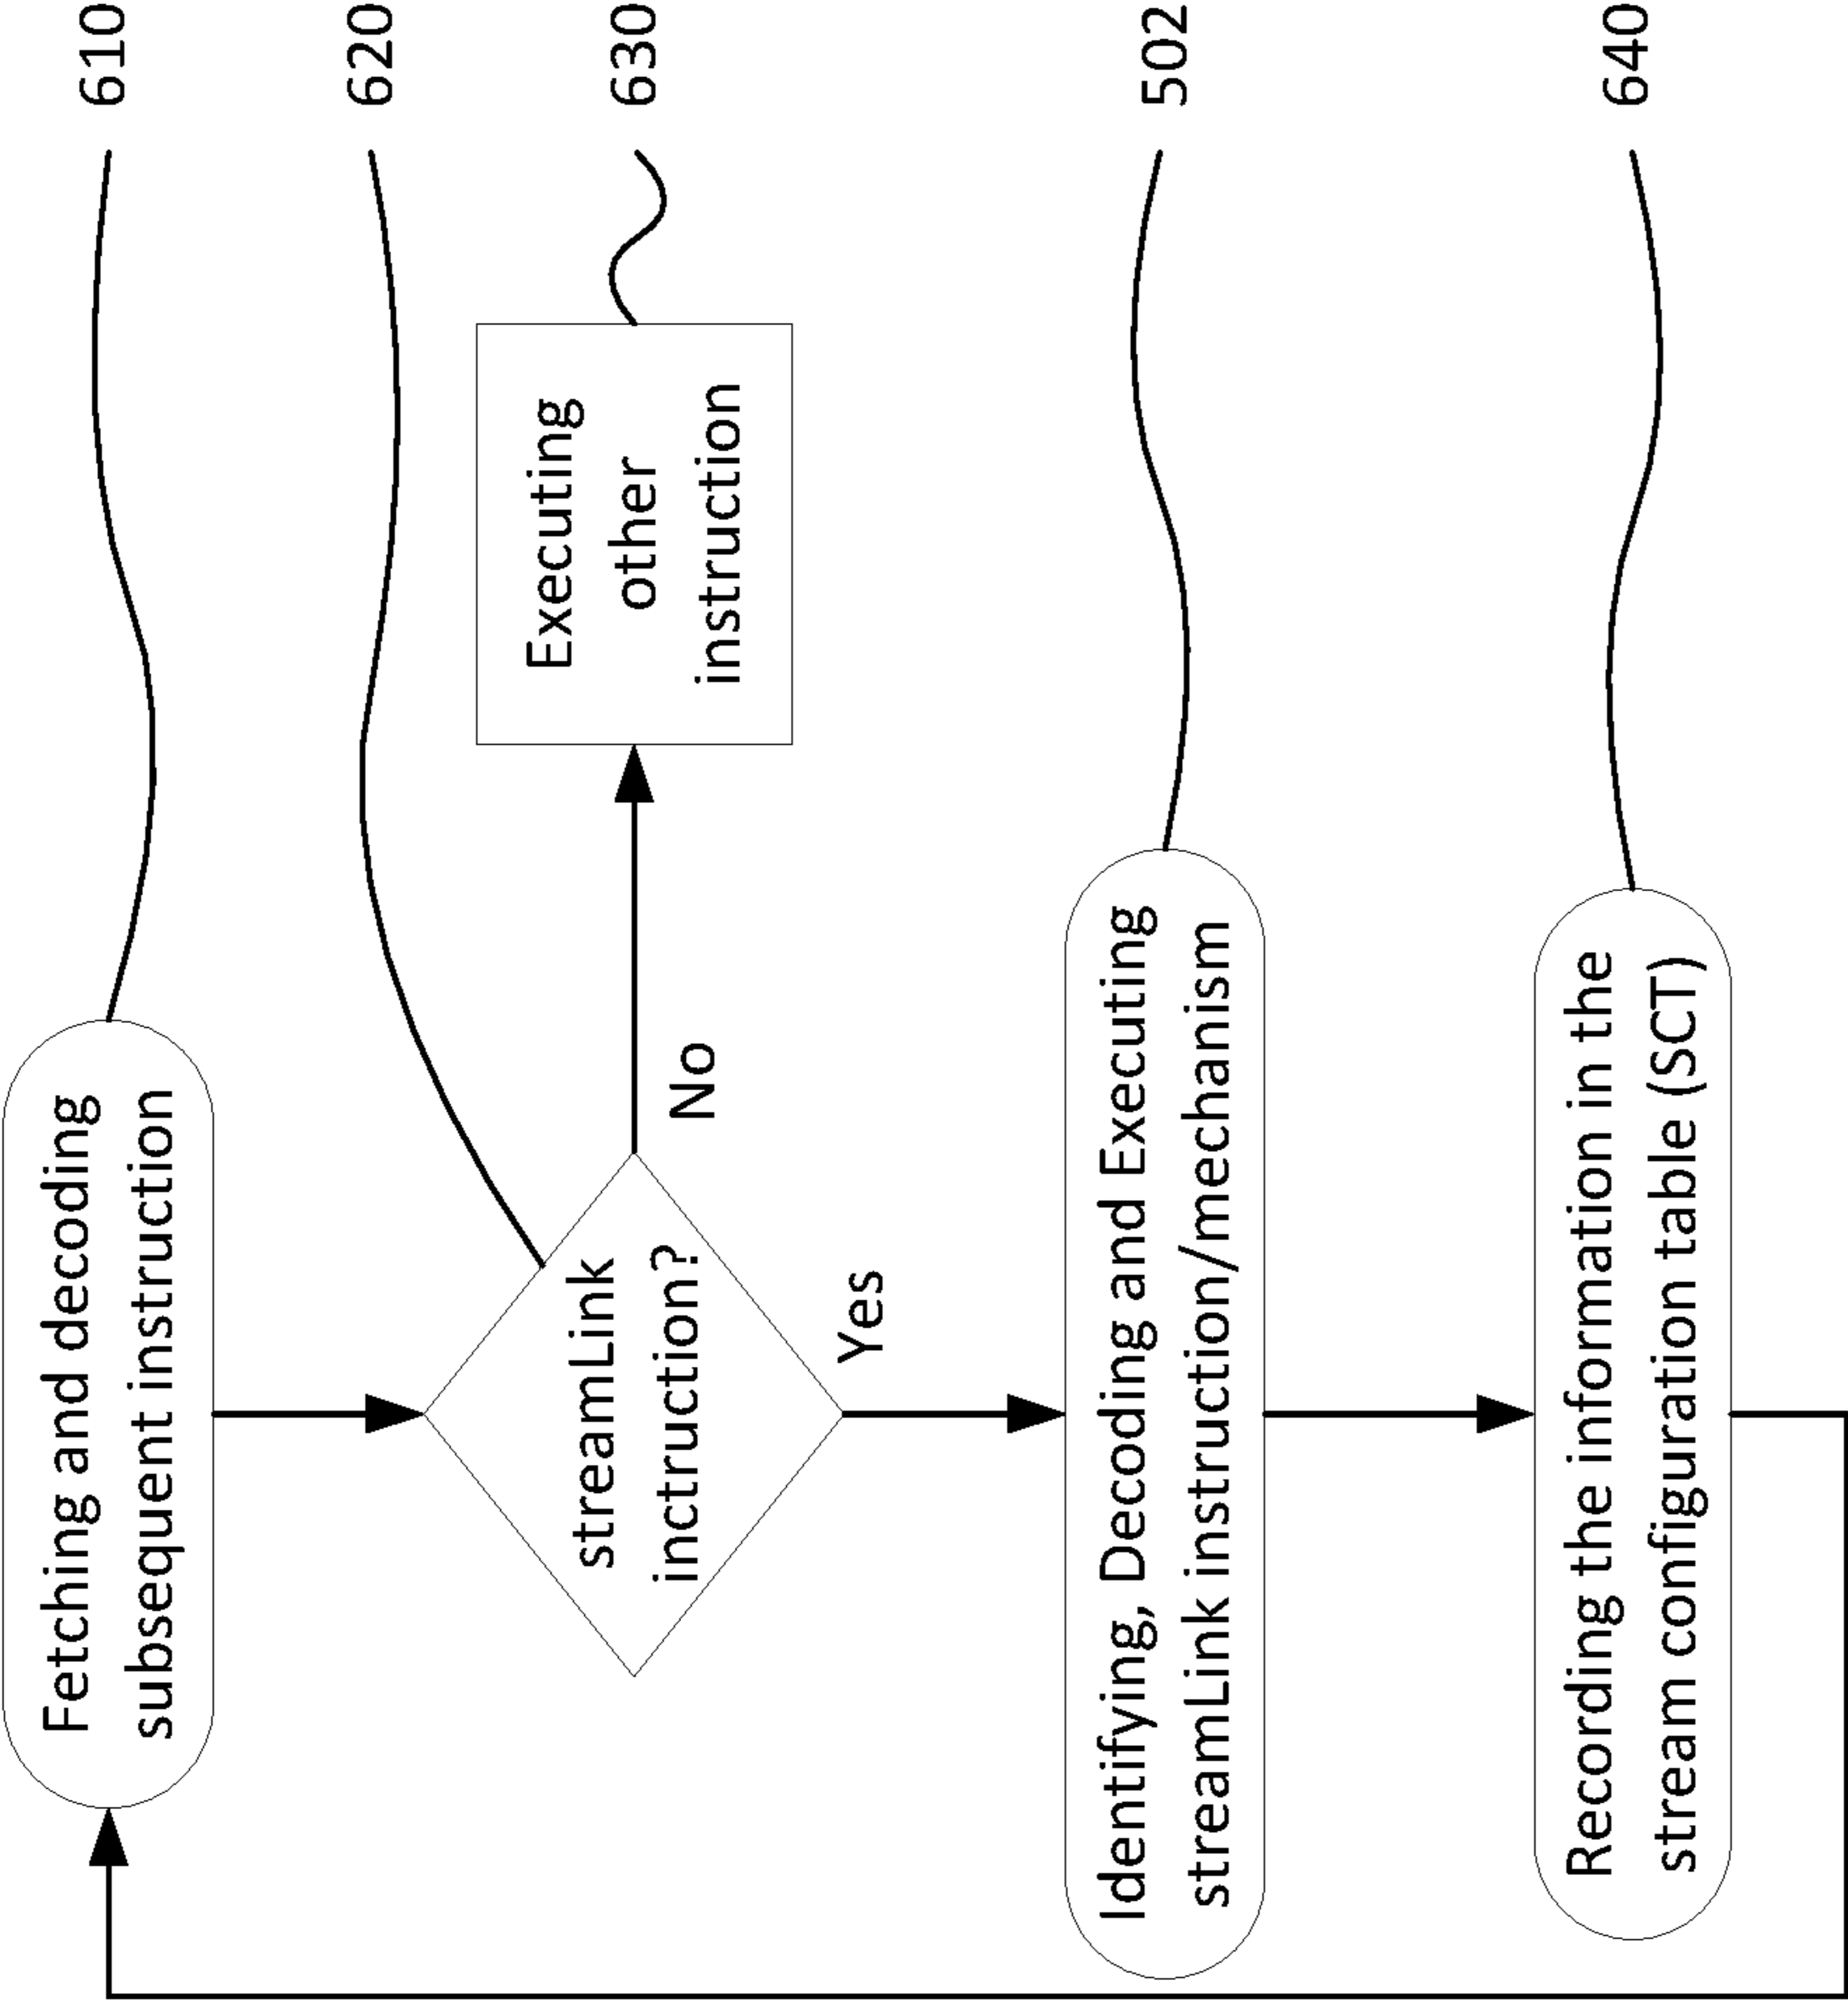 Fetching and decoding
subsequent instruction
610
streamLink
inctruction?
620
No
Executing
other
instruction
630
Yes
Identifying, Decoding and Executing
streamLink instruction/mechanism
502
Recording the information in the
stream configuration table (SCT)
640